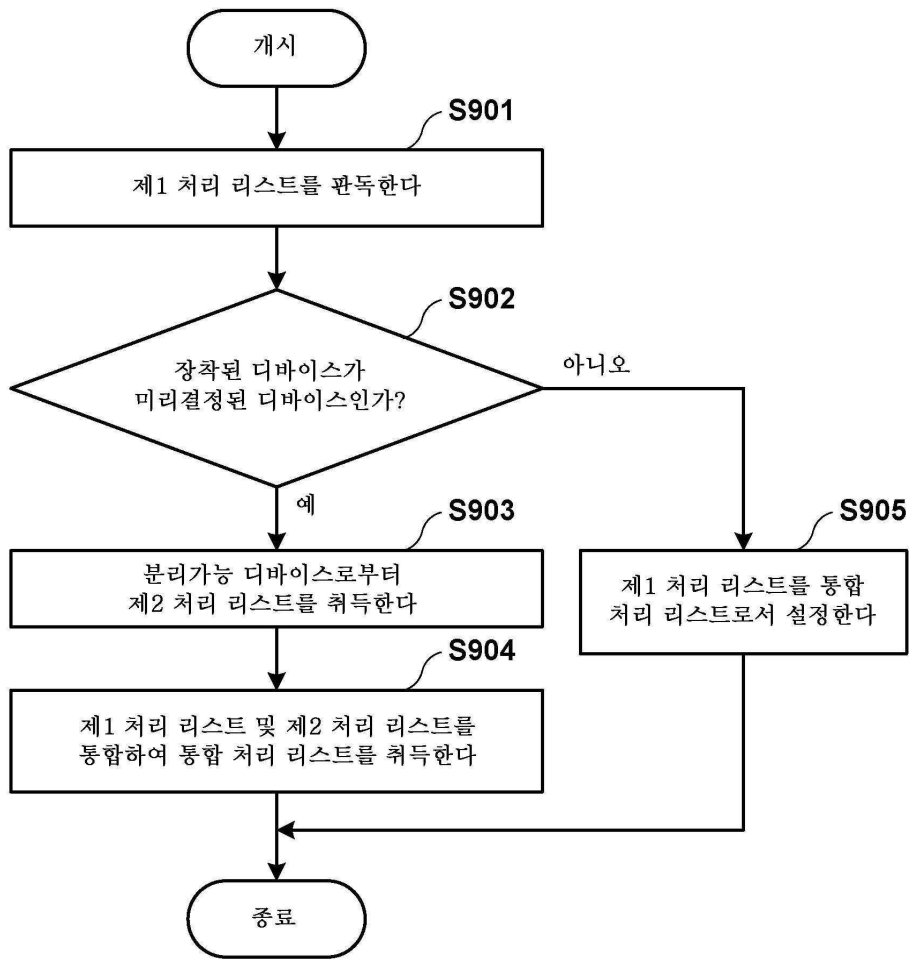 개시
S901
제1 처리 리스트를 판독한다
S902
장착된 디바이스가
미리결정된 디바이스인가?
아니오
예
S903
분리가능 디바이스로부터
제2 처리 리스트를 취득한다
S905
제1 처리 리스트를 통합
처리 리스트로서 설정한다
S904
제1 처리 리스트 및 제2 처리 리스트를
통합하여 통합 처리 리스트를 취득한다
종료